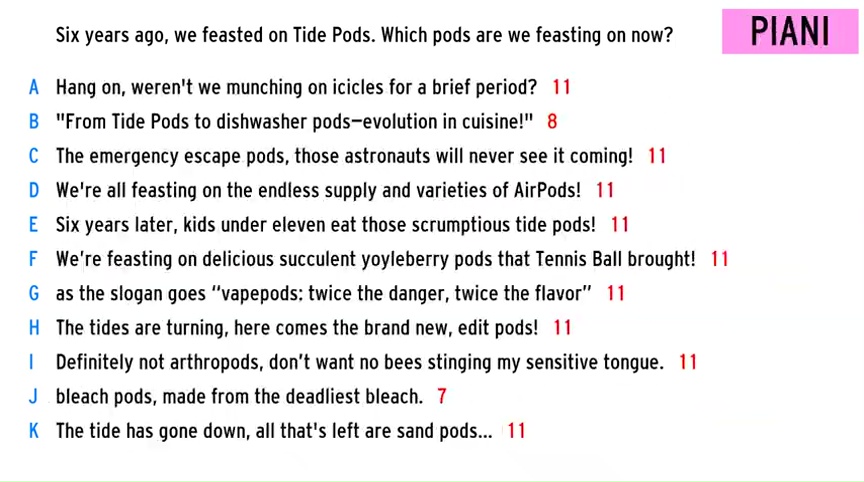 Six years ago, we feasted on Tide Pods. Which pods are we feasting on now?
PIANI
A Hang on, weren't we munching on icicles for a brief period? 11
B "From Tide Pods to dishwasher pods—evolution in cuisine!" 8
C The emergency escape pods, those astronauts will never see it coming! 11
D We're all feasting on the endless supply and varieties of AirPods! 11
E Six years later, kids under eleven eat those scrumptious tide pods! 11
F We’re feasting on delicious succulent yoyleberry pods that Tennis Ball brought! 11
G as the slogan goes “vapepods: twice the danger, twice the flavor” 11
H The tides are turning, here comes the brand new, edit pods! 11
I Definitely not arthropods, don’t want no bees stinging my sensitive tongue. 11
J bleach pods, made from the deadliest bleach. 7
K The tide has gone down, all that's left are sand pods... 11